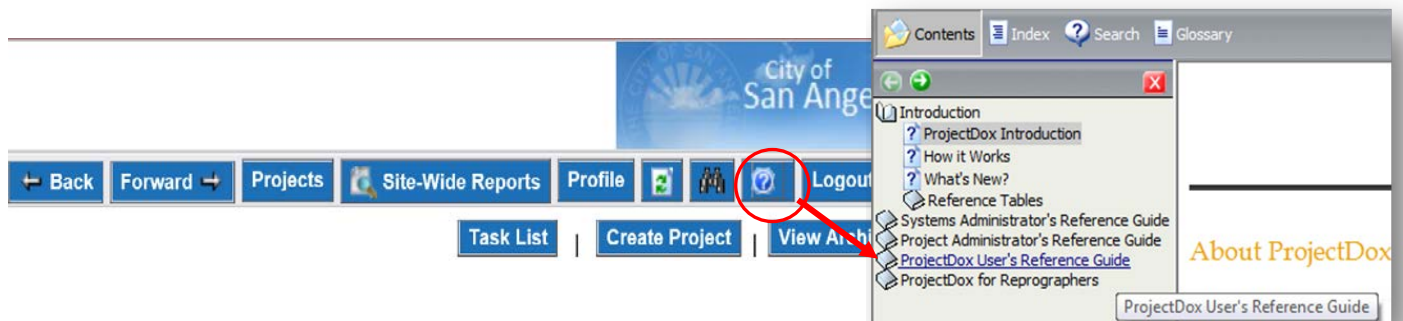 City of
San Ange
Back Forward Projects Site-Wide Reports Profile Logout
Task List | Create Project | View Archi
Contents Index Search Glossary
Introduction
ProjectDox Introduction
How it Works
What's New?
Reference Tables
Systems Administrator's Reference Guide
Project Administrator's Reference Guide
ProjectDox User's Reference Guide
ProjectDox for Reprographers
About ProjectDox
ProjectDox User's Reference Guide